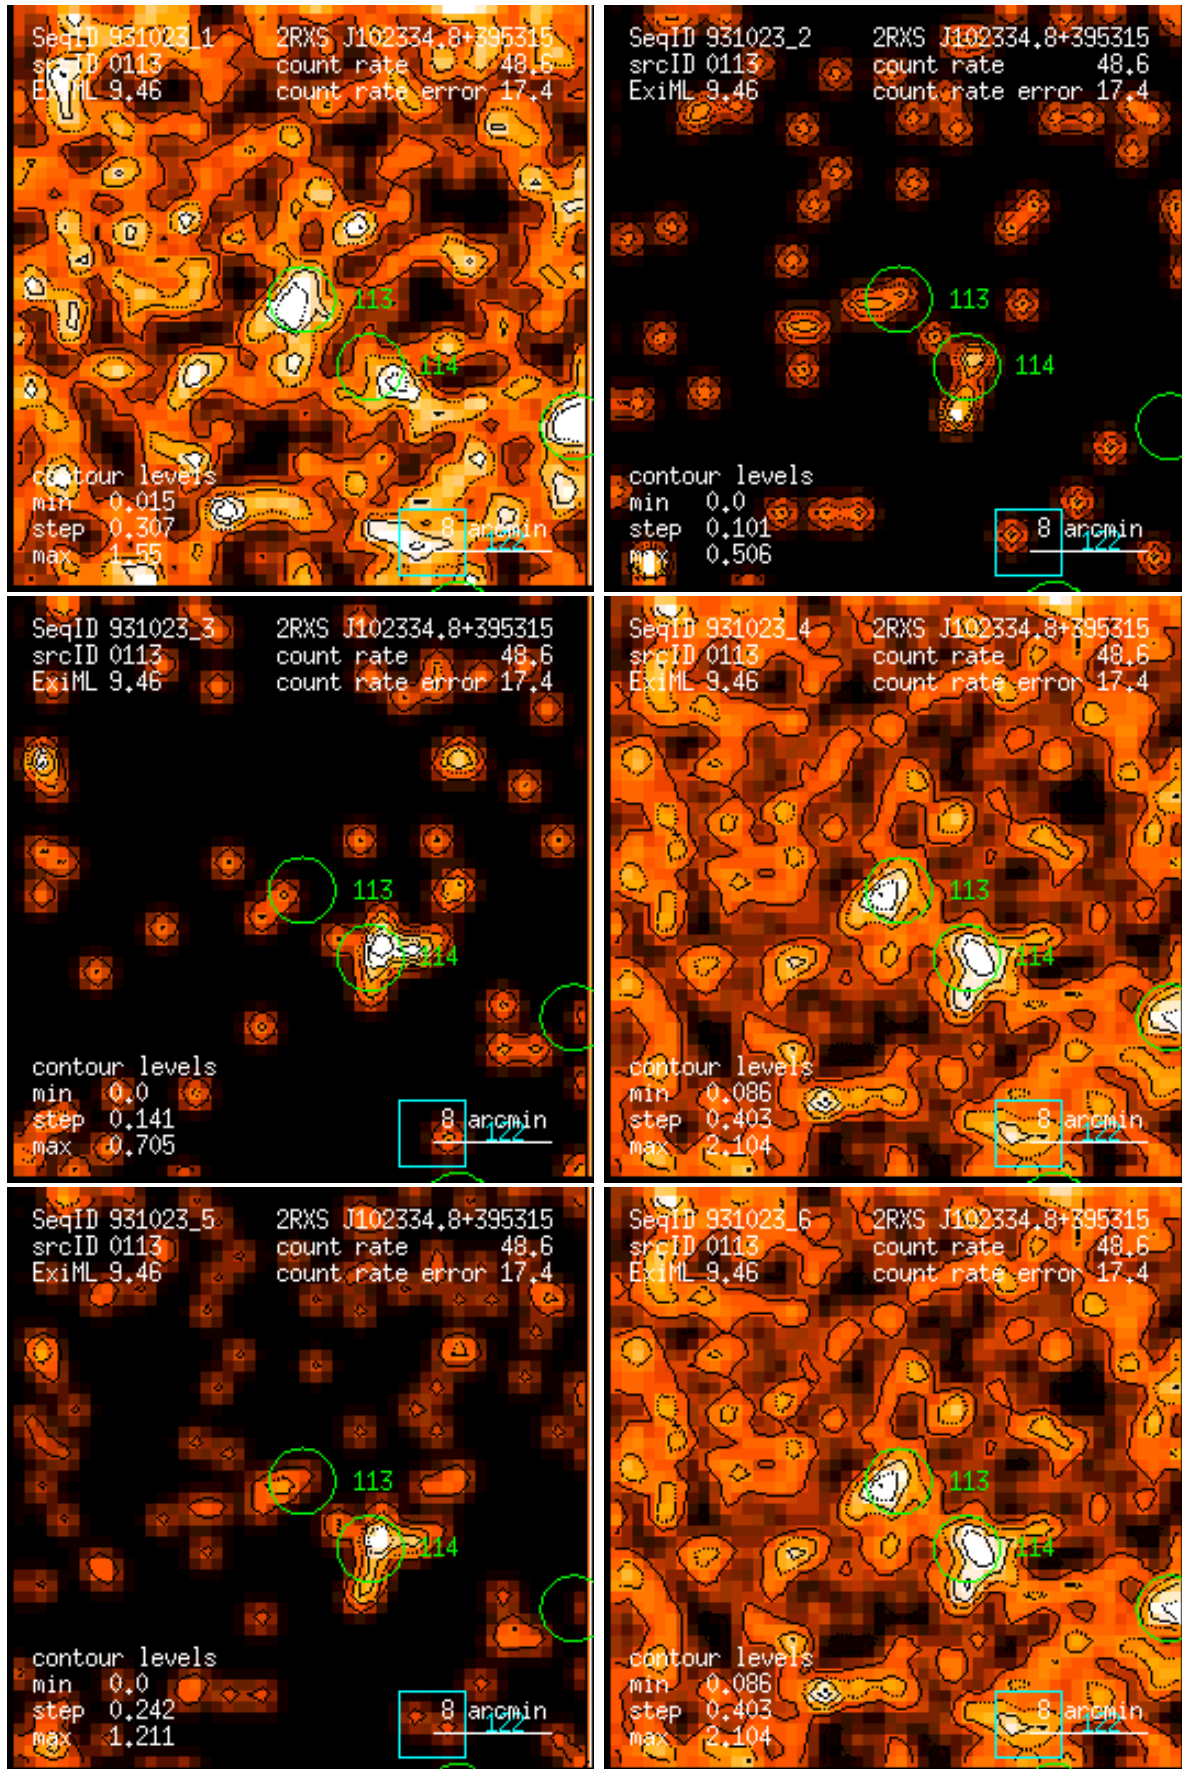 SeqID 931023_1 2RXS J102334.8+395315
srcID 0113 count rate 48.6
ExiML 9.46 count rate error 17.4
113
114
contour levels
min 0.015
step 0.307 8 arcmin
122
max 1.55
SeqID 931023_2 2RXS J102334.8+395315
srcID 0113 count rate 48.6
ExiML 9.46 count rate error 17.4
113
114
contour levels
min 0.0
step 0.101 8 arcmin
122
max 0.506
SeqID 931023_3 2RXS J102334.8+395315
srcID 0113 count rate 48.6
ExiML 9.46 count rate error 17.4
113
114
contour levels
min 0.0
step 0.141 8 arcmin
122
max 0.705
SeqID 931023_4 2RXS J102334.8+395315
srcID 0113 count rate 48.6
ExiML 9.46 count rate error 17.4
113
114
contour levels
min 0.086
step 0.403 8 arcmin
122
max 2.104
SeqID 931023_5 2RXS J102334.8+395315
srcID 0113 count rate 48.6
ExiML 9.46 count rate error 17.4
113
114
contour levels
min 0.0
step 0.242 8 arcmin
122
max 1.211
SeqID 931023_6 2RXS J102334.8+395315
srcID 0113 count rate 48.6
ExiML 9.46 count rate error 17.4
113
114
contour levels
min 0.086
step 0.403 8 arcmin
122
max 2.104